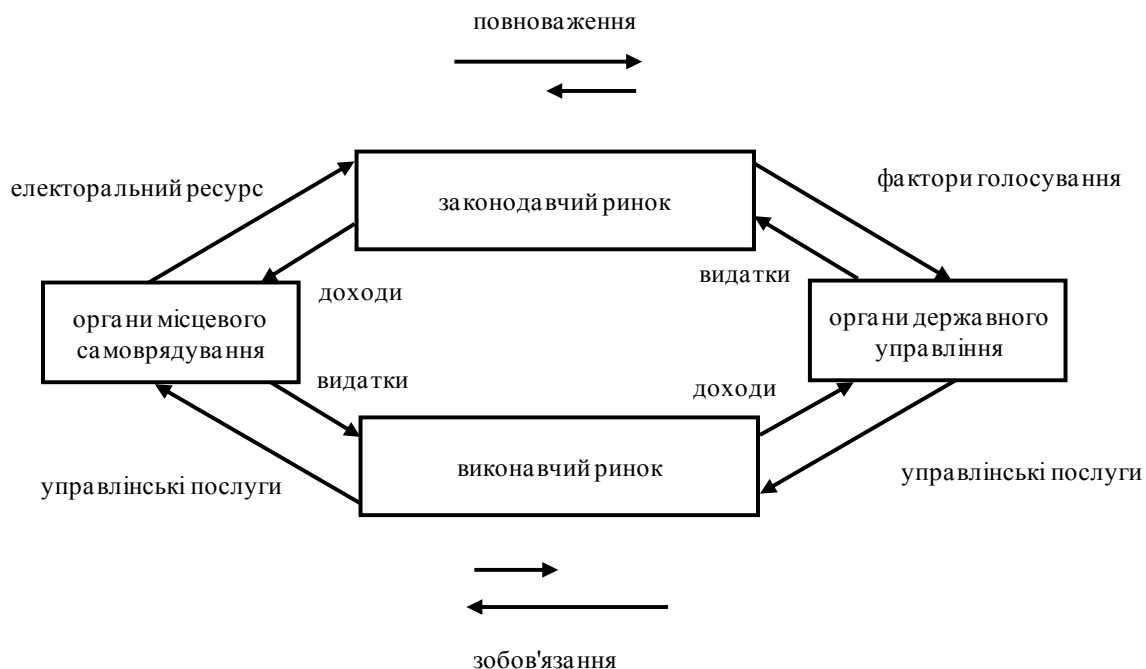 повноваження
електоральний ресурс
законодавчий ринок
фактори голосування
доходи
видатки
органи місцевого
самоврядування
органи державного
управління
видатки
доходи
виконавчий ринок
управлінські послуги
управлінські послуги
зобов'язання